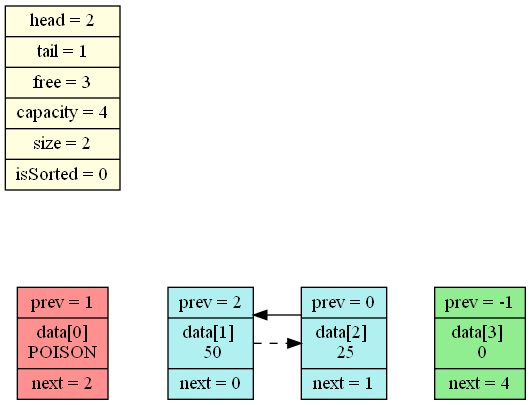 head = 2
tail = 1
free = 3
capacity = 4
size = 2
isSorted = 0
prev = 1
data[0]
POISON
next = 2
prev = 2
data[1]
50
next = 0
prev = 0
data[2]
25
next = 1
prev = -1
data[3]
0
next = 4